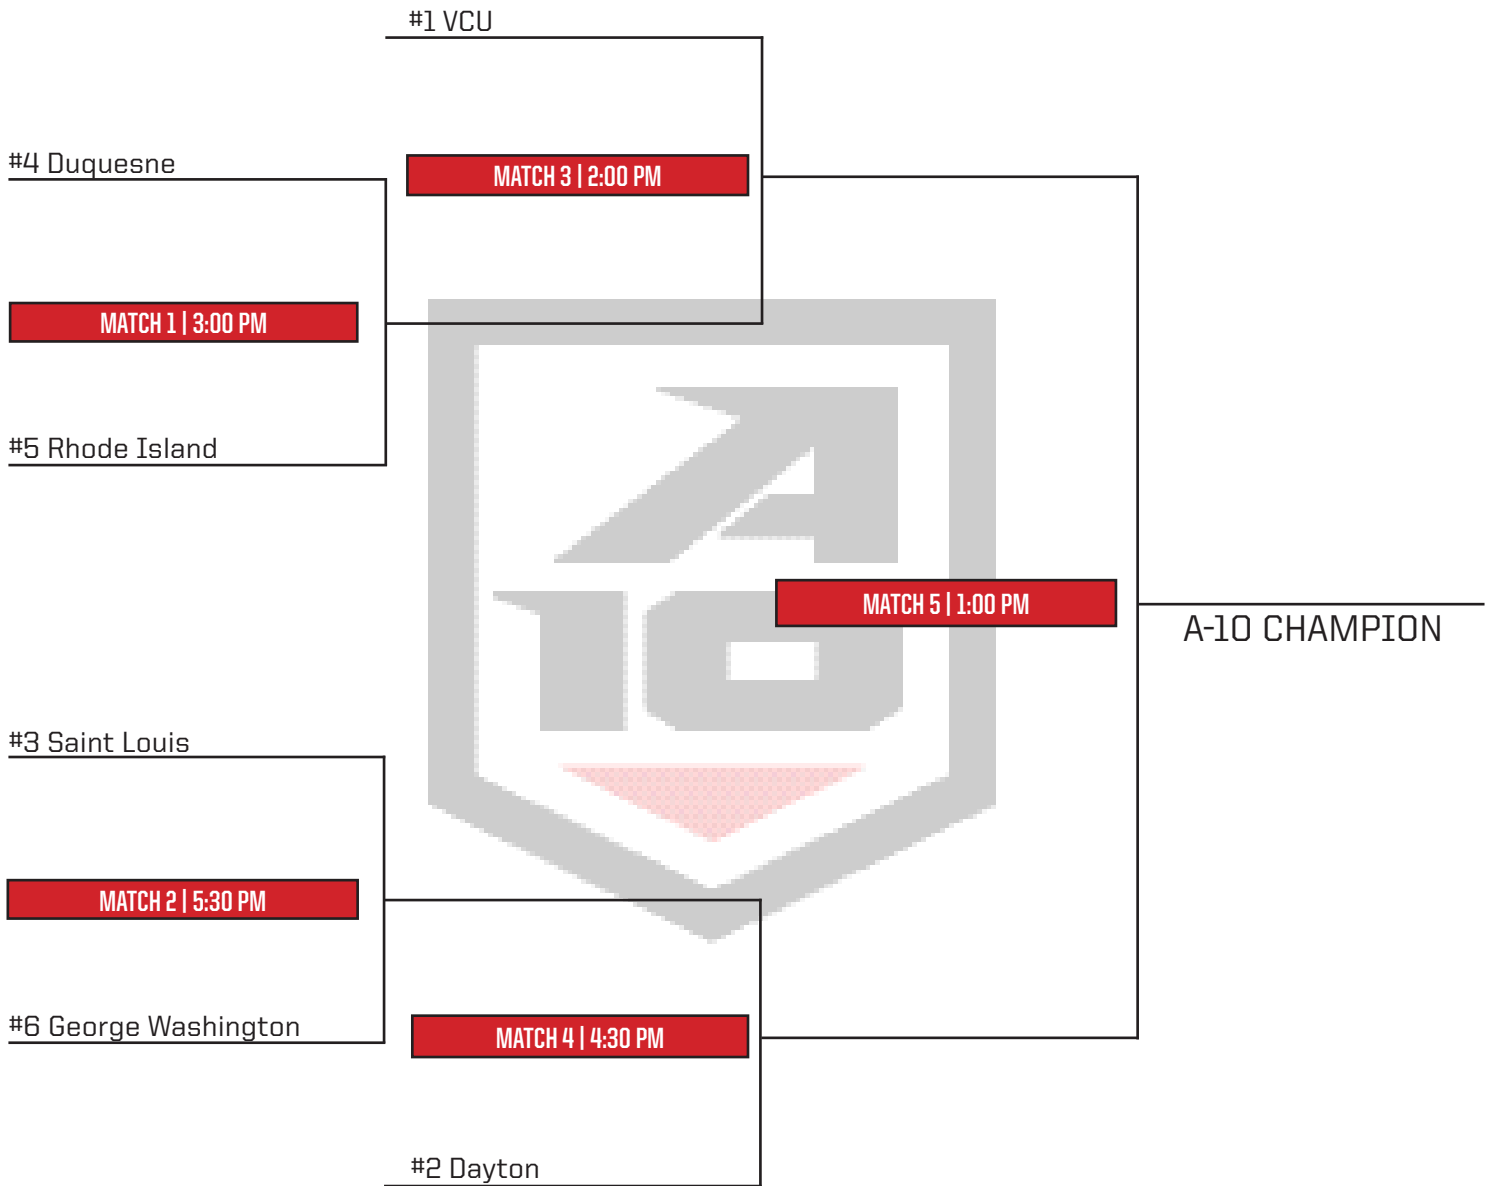 #1 VCU
#4 Duquesne
MATCH 3 | 2:00 PM
MATCH 1 | 3:00 PM
#5 Rhode Island
A
10
MATCH 5 | 1:00 PM
A-10 CHAMPION
#3 Saint Louis
MATCH 2 | 5:30 PM
#6 George Washington
MATCH 4 | 4:30 PM
#2 Dayton